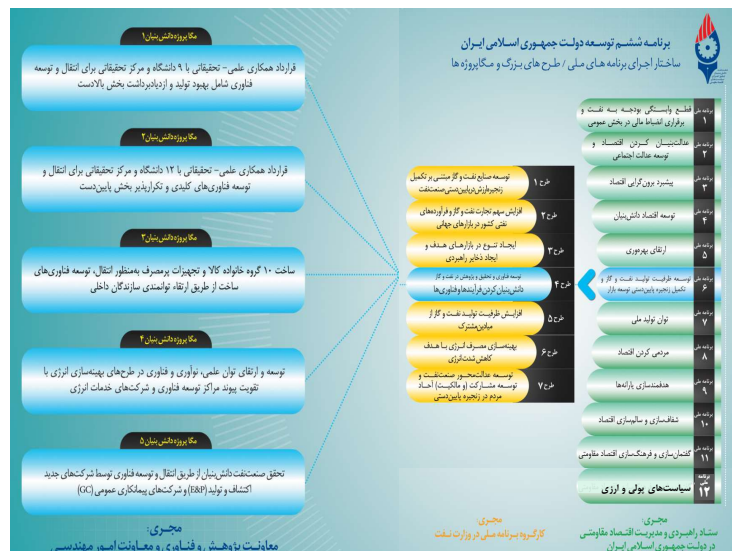 برنامه ششم توسعه دولت جمهوری اسلامی ایران
ساختار اجرای برنامه های ملی / طرح های بزرگ و مگاپروژه ها
برنامه ملی ۱
قطع وابستگی بودجه به نفت و
برقراری انضباط مالی در بخش عمومی
برنامه ملی ۲
عدالت‌بنیان کردن اقتصاد و
توسعه عدالت اجتماعی
برنامه ملی ۳
پیشبرد برون‌گرایی اقتصاد
برنامه ملی ۴
توسعه اقتصاد دانش‌بنیان
برنامه ملی ۵
ارتقای بهره‌وری
برنامه ملی ۶
توسعه ظرفیت تولید نفت و گاز و
تکمیل زنجیره پایین‌دستی توسعه بازار
برنامه ملی ۷
توان تولید ملی
برنامه ملی ۸
مردمی کردن اقتصاد
برنامه ملی ۹
هدفمندسازی یارانه‌ها
برنامه ملی ۱۰
شفاف‌سازی و سالم‌سازی اقتصاد
برنامه ملی ۱۱
گفتمان‌سازی و فرهنگ‌سازی اقتصاد مقاومتی
برنامه ملی ۱۲
سیاست‌های پولی و ارزی
مجری:
ستاد راهبردی و مدیریت اقتصاد مقاومتی
در دولت جمهوری اسلامی ایران
طرح ۱
توسعه صنایع نفت و گاز مبتنی بر تکمیل
زنجیره‌ارزش‌درپایین‌دستی‌صنعت‌نفت
طرح ۲
افزایش سهم تجارت نفت و گاز و فرآورده‌های
نفتی کشور در بازارهای جهانی
طرح ۳
ایجاد تنوع در بازارهای هدف و
ایجاد ذخایر راهبردی
طرح ۴
توسعه فناوری و تحقیق و پژوهش در نفت و گاز
دانش‌بنیان کردن‌فرآیندهاوفناوری‌ها
طرح ۵
افزایش ظرفیت تولید نفت و گاز از
میادین‌مشترک
طرح ۶
بهینه‌سازی مصرف انرژی با هدف
کاهش شدت‌انرژی
طرح ۷
توسعه عدالت‌محور صنعت‌نفت و
توسعه مشارکت (و مالکیت) آحاد
مردم در زنجیره پایین‌دستی
مجری:
کارگروه برنامه ملی در وزارت نفت
مگا پروژه دانش بنیان ۱
قرارداد همکاری علمی- تحقیقاتی با ۹ دانشگاه و مرکز تحقیقاتی برای انتقال و توسعه
فناوری شامل بهبود تولید و ازدیادبرداشت بخش بالادست
مگا پروژه دانش بنیان ۲
قرارداد همکاری علمی- تحقیقاتی با ۱۲ دانشگاه و مرکز تحقیقاتی برای انتقال و
توسعه فناوری‌های کلیدی و تکرارپذیر بخش پایین‌دست
مگا پروژه دانش بنیان ۳
ساخت ۱۰ گروه خانواده کالا و تجهیزات پرمصرف به‌منظور انتقال، توسعه فناوری‌های
ساخت از طریق ارتقاء توانمندی سازندگان داخلی
مگا پروژه دانش بنیان ۴
توسعه و ارتقای توان علمی، نوآوری و فناوری در طرح‌های بهینه‌سازی انرژی با
تقویت پیوند مراکز توسعه فناوری و شرکت‌های خدمات انرژی
مگا پروژه دانش بنیان ۵
تحقق صنعت‌نفت دانش‌بنیان از طریق انتقال و توسعه فناوری توسط شرکت‌های جدید
اکتشاف و تولید (E&P) و شرکت‌های پیمانکاری عمومی (GC)
مجری:
معاونت پژوهش و فناوری و معاونت امور مهندسی